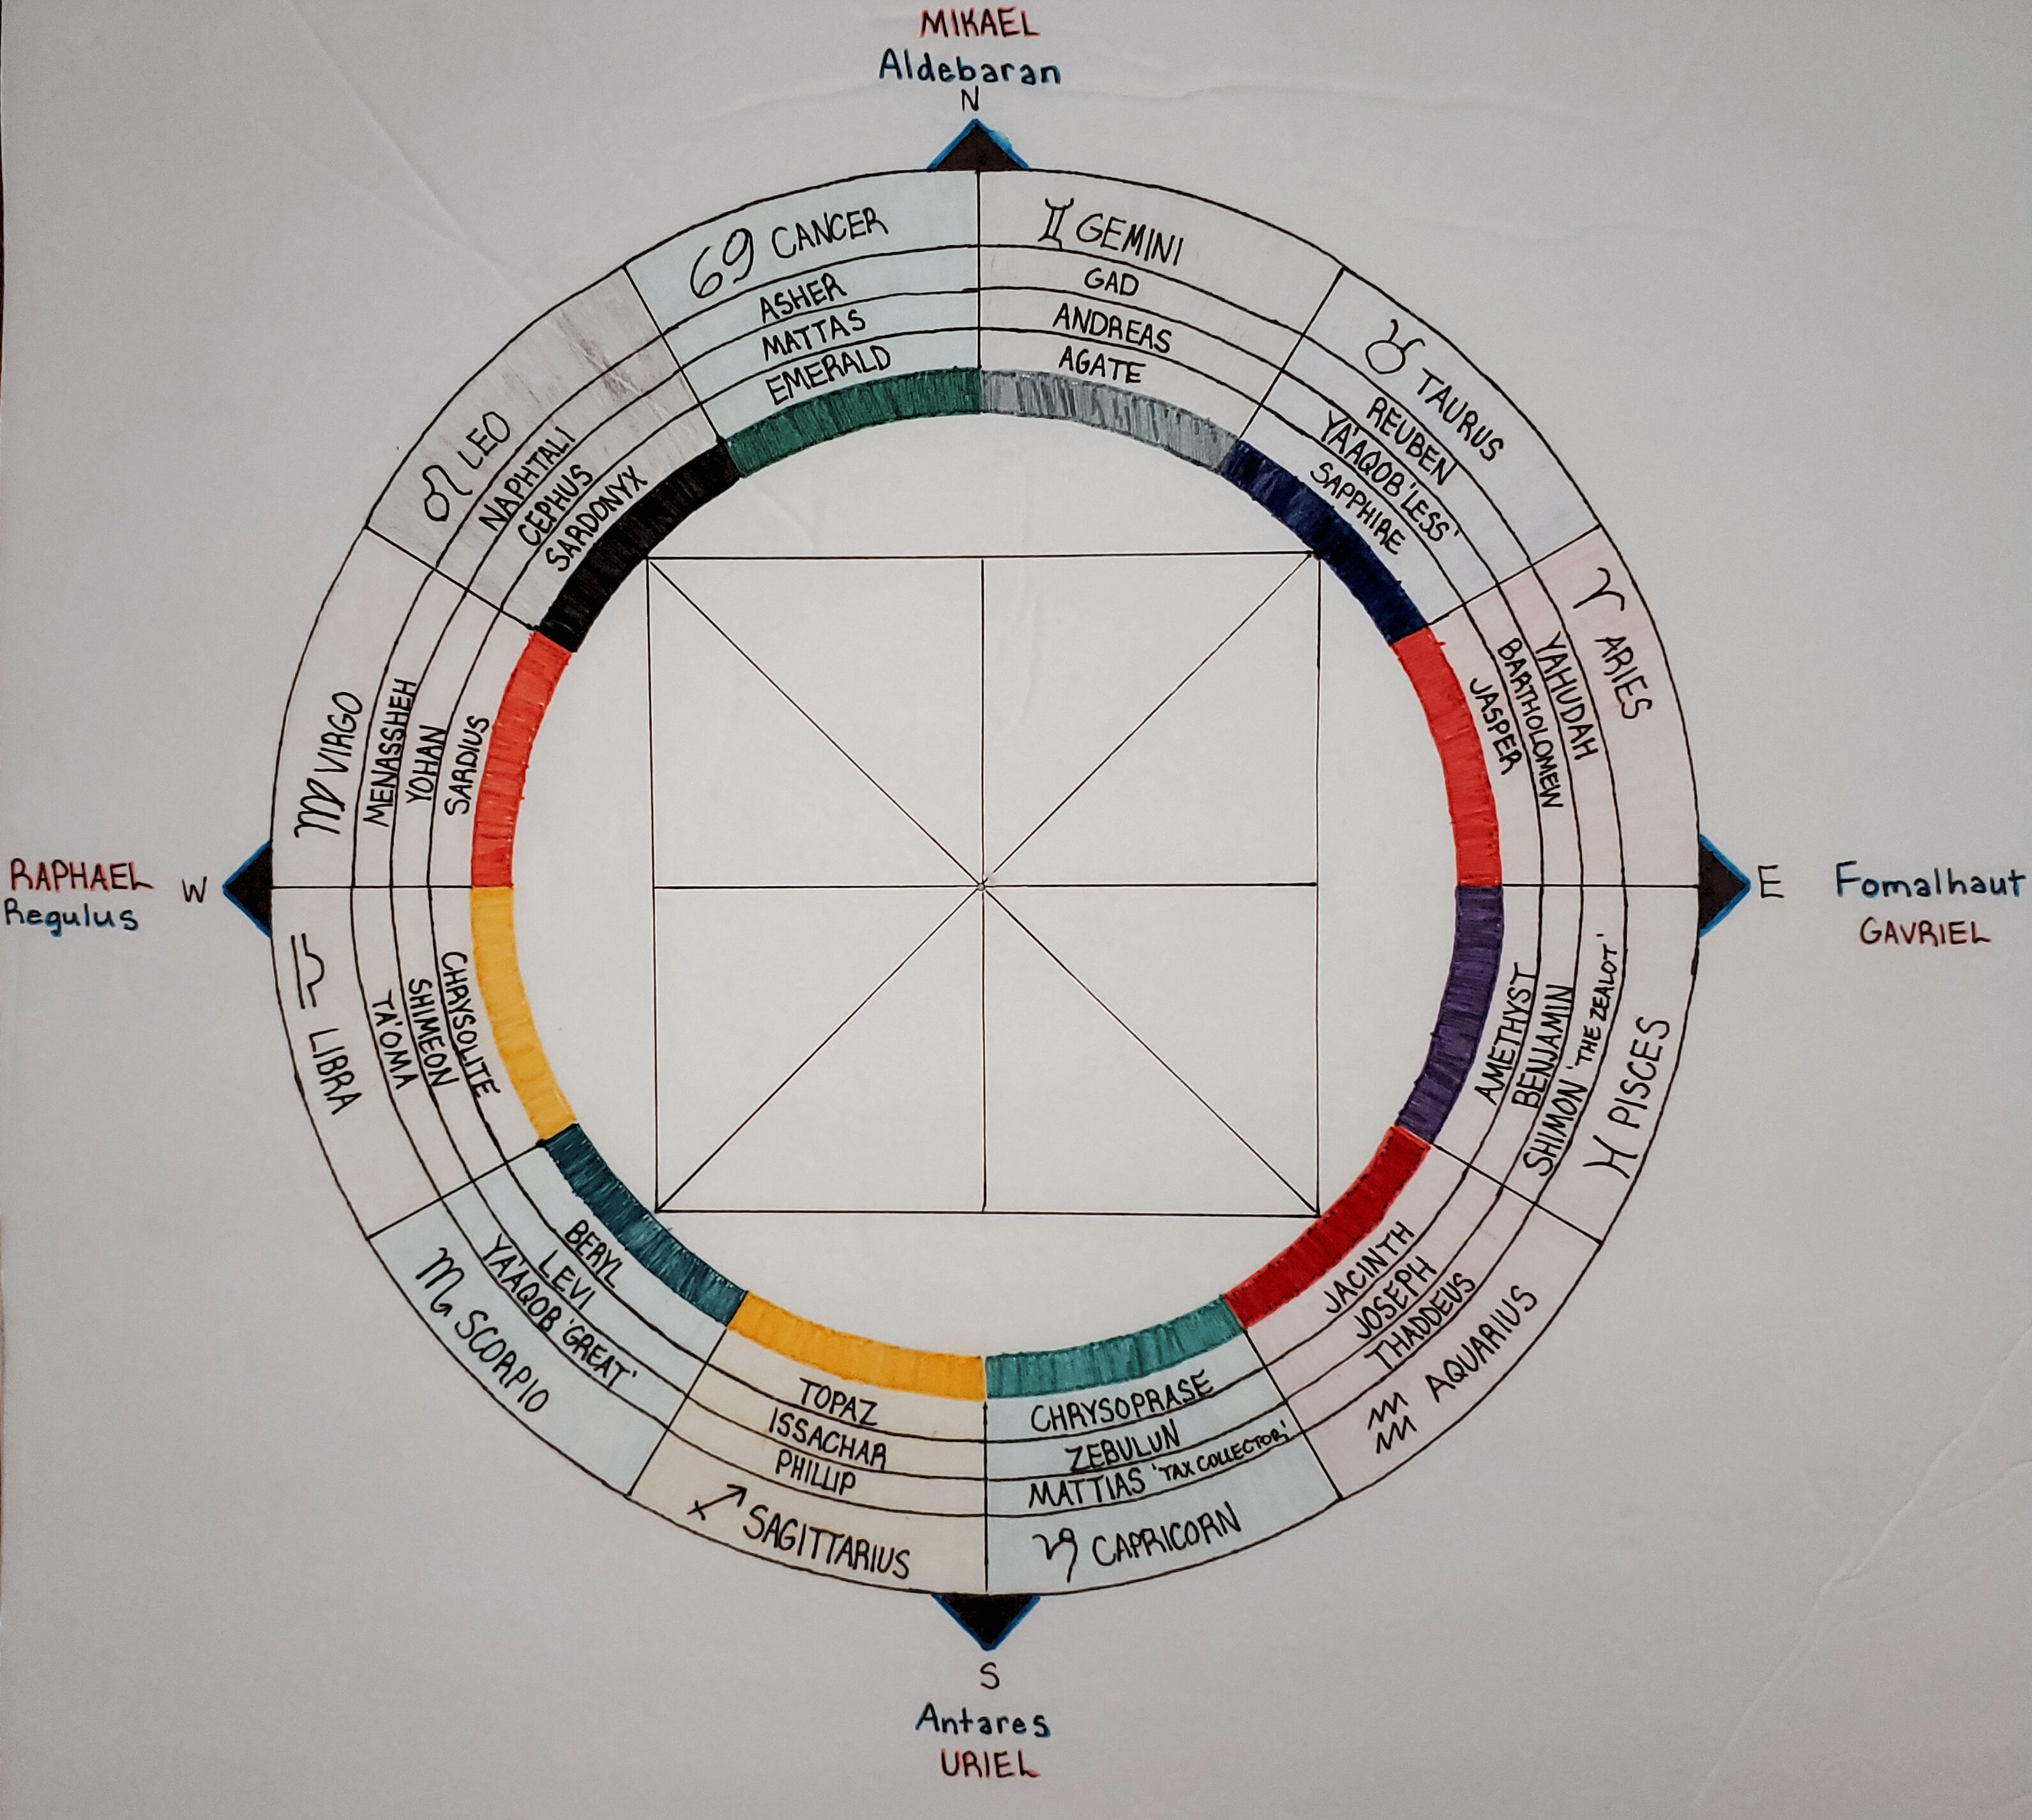 MIKAEL
Aldebaran
N
69 CANCER
ASHER
MATTAS
EMERALD
♊ GEMINI
GAD
ANDREAS
AGATE
♉ TAURUS
REUBEN
YA'AQOB 'LESS'
SAPPHIRE
♈ ARIES
YAHUDAH
BARTHOLOMEW
JASPER
E
Fomalhaut
GAVRIEL
AMETHYST
BENJAMIN
SHIMON 'THE ZEALOT'
♓ PISCES
JACINTH
JOSEPH
THADDEUS
♒ AQUARIUS
CHRYSOPRASE
ZEBULUN
MATTIAS 'TAX COLLECTOR'
♑ CAPRICORN
TOPAZ
ISSACHAR
PHILLIP
♐ SAGITTARIUS
BERYL
LEVI
YA'AQOB 'GREAT'
♏ SCORPIO
CHRYSOLITE
SHIMEON
TA'OMA
♎ LIBRA
RAPHAEL
Regulus
W
♍ VIRGO
MENASSHEH
YOHAN
SARDIUS
♌ LEO
NAPHTALI
CEPHUS
SARDONYX
S
Antares
URIEL